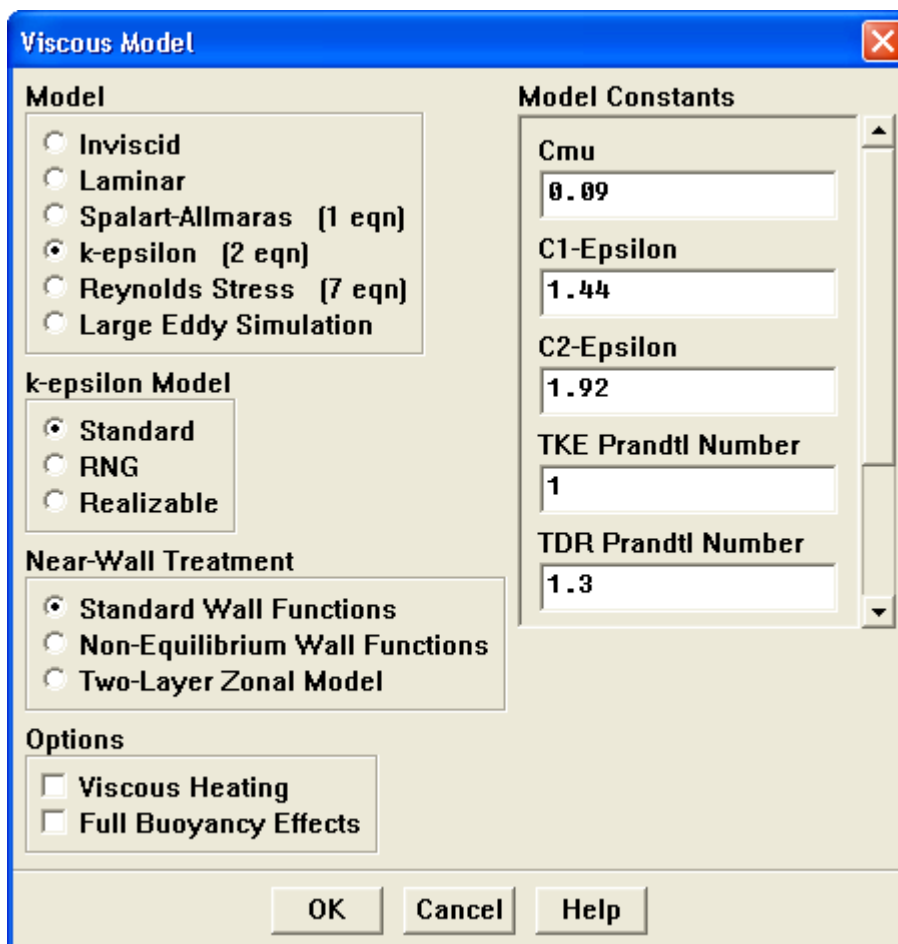 Viscous Model
Model
Inviscid
Laminar
Spalart-Allmaras (1 eqn)
k-epsilon (2 eqn)
Reynolds Stress (7 eqn)
Large Eddy Simulation
k-epsilon Model
Standard
RNG
Realizable
Near-Wall Treatment
Standard Wall Functions
Non-Equilibrium Wall Functions
Two-Layer Zonal Model
Options
Viscous Heating
Full Buoyancy Effects
Model Constants
Cmu
0.09
C1-Epsilon
1.44
C2-Epsilon
1.92
TKE Prandtl Number
1
TDR Prandtl Number
1.3
OK Cancel Help